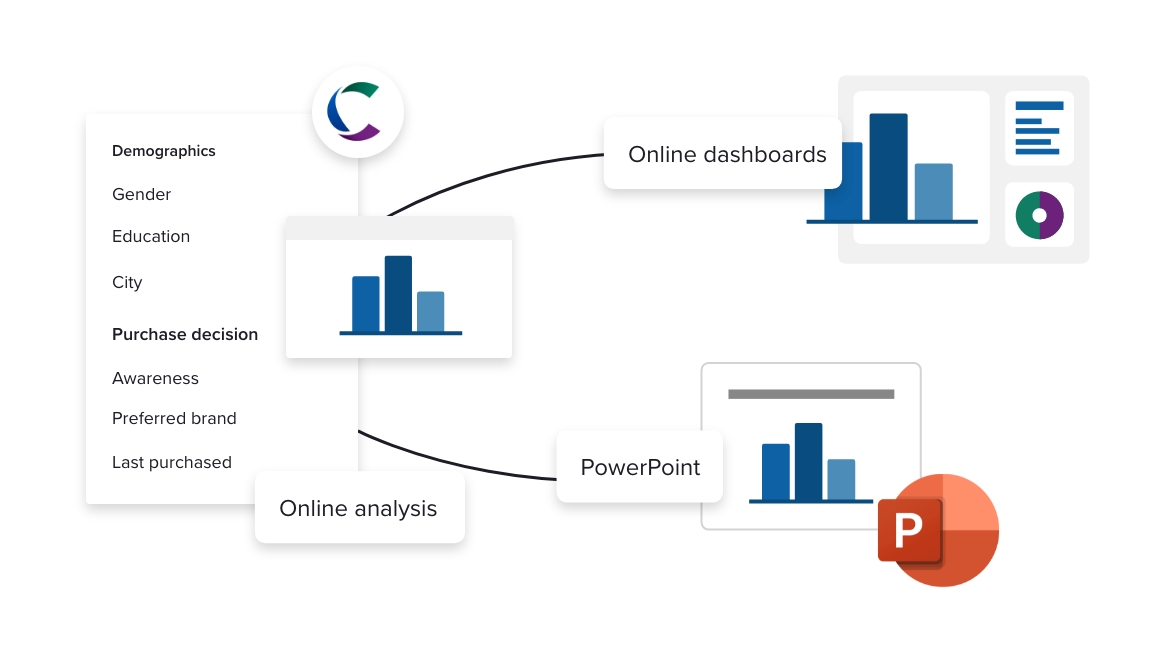 Demographics
Gender
Education
City
Purchase decision
Awareness
Preferred brand
Last purchased
Online analysis
Online dashboards
PowerPoint
P